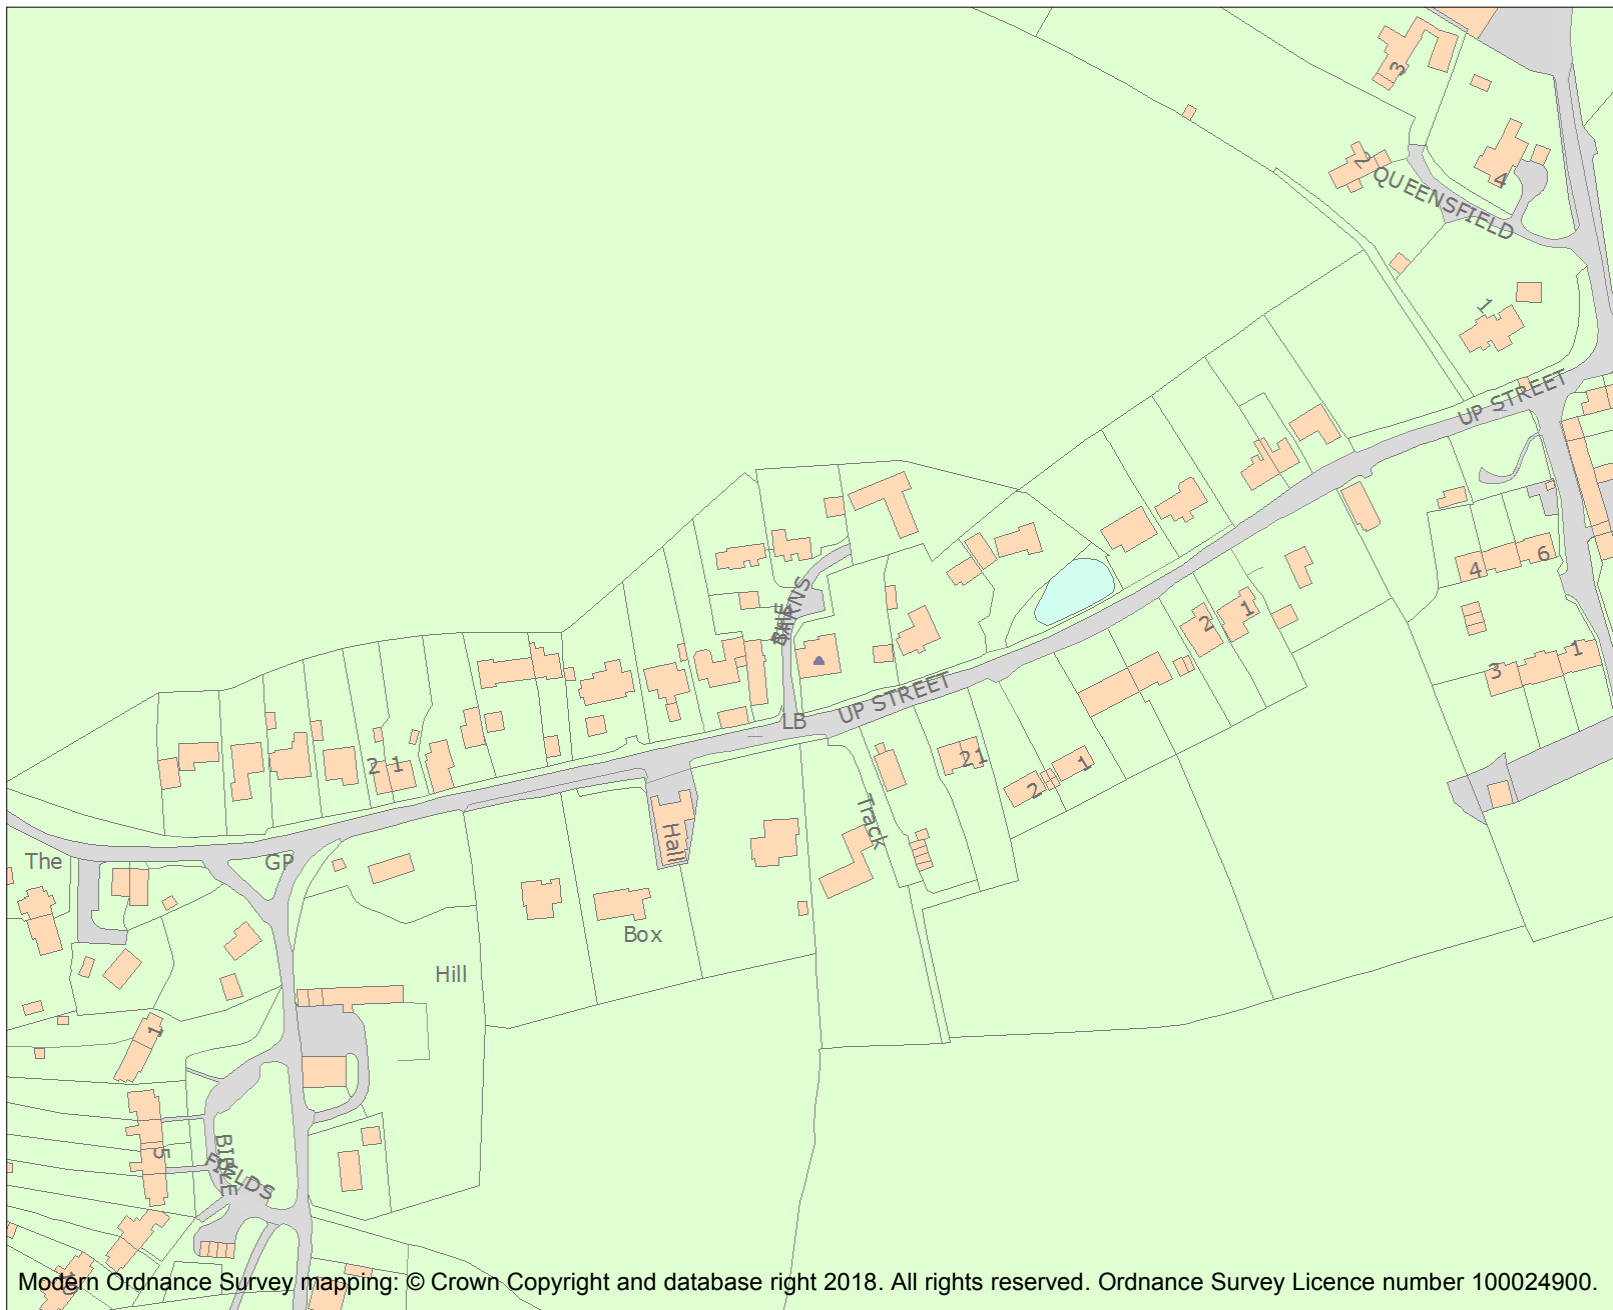 3
2
4
QUEENSFIELD
1
UP STREET
4
6
3
1
THE
BARNS
2
1
LB
UP STREET
2 1
21
2
1
Track
Hall
The
GP
Box
Hill
1
5
BIBLE
FIELDS
Modern Ordnance Survey mapping: © Crown Copyright and database right 2018. All rights reserved. Ordnance Survey Licence number 100024900.